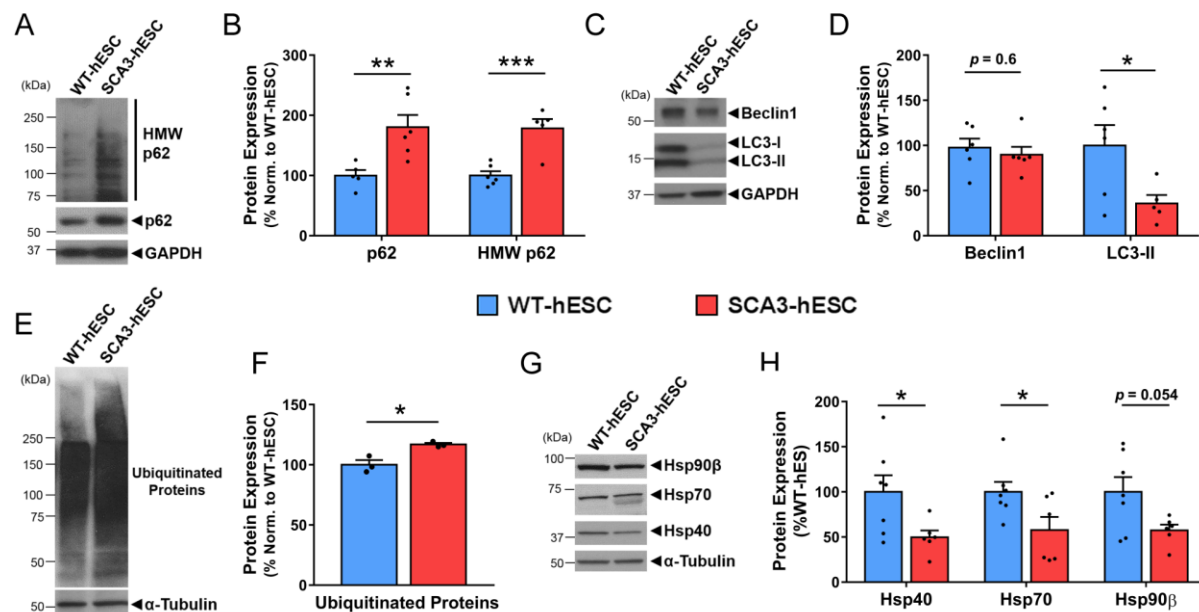 A
WT-hESC
SCA3-hESC
(kDa)
250
150
100
75
50
37
HMW
p62
p62
GAPDH
B
Protein Expression
(% Norm. to WT-hESC)
300
200
100
0
**
***
p62
HMW p62
C
WT-hESC
SCA3-hESC
(kDa)
50
15
37
Beclin1
LC3-I
LC3-II
GAPDH
D
Protein Expression
(% Norm. to WT-hESC)
200
150
100
50
0
p = 0.6
*
Beclin1
LC3-II
WT-hESC
SCA3-hESC
E
WT-hESC
SCA3-hESC
(kDa)
250
150
100
75
50
50
Ubiquitinated
Proteins
α-Tubulin
F
Protein Expression
(% Norm. to WT-hESC)
150
100
50
0
*
Ubiquitinated Proteins
G
WT-hESC
SCA3-hESC
100
75
37
50
Hsp90β
Hsp70
Hsp40
α-Tubulin
H
Protein Expression
(%WT-hES)
200
150
100
50
0
*
*
p = 0.054
Hsp40
Hsp70
Hsp90β